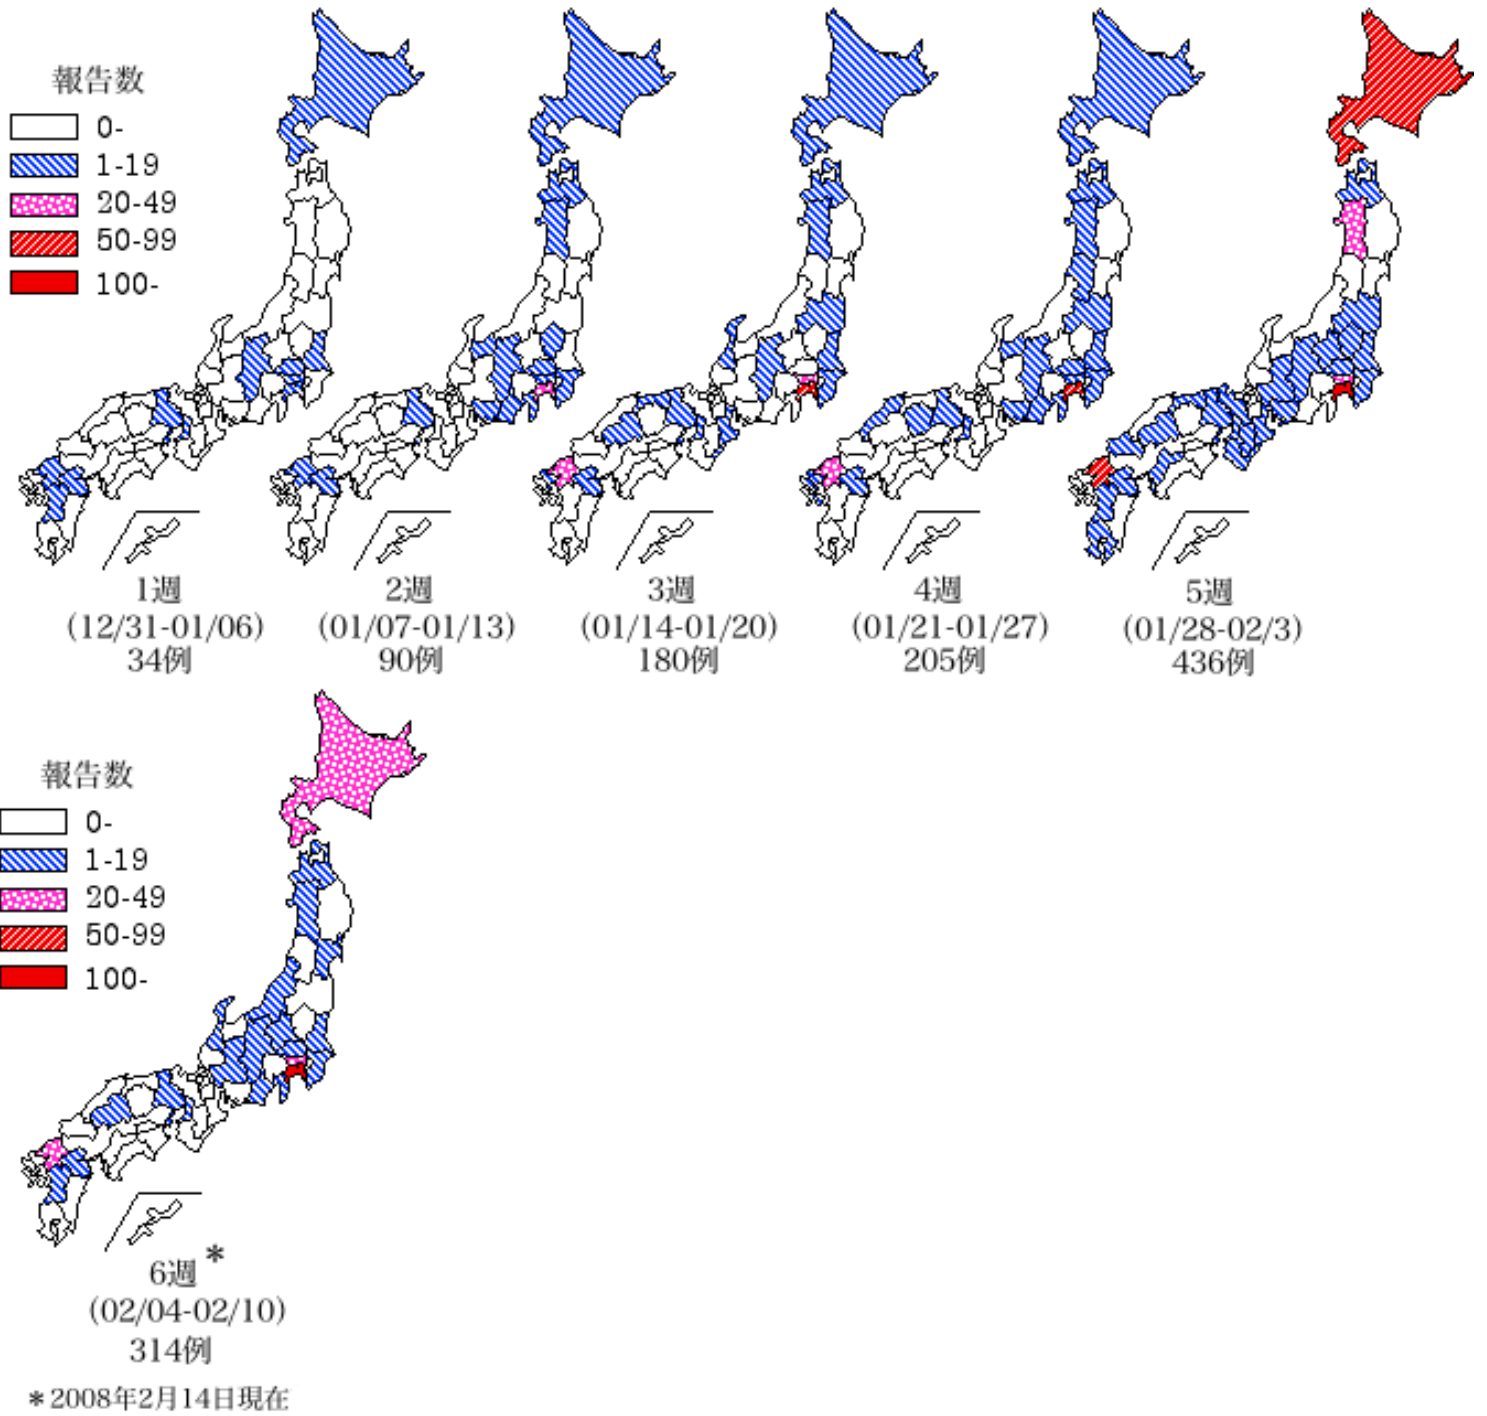 報告数
0-
1-19
20-49
50-99
100-
1週
(12/31-01/06)
34例
2週
(01/07-01/13)
90例
3週
(01/14-01/20)
180例
4週
(01/21-01/27)
205例
5週
(01/28-02/3)
436例
報告数
0-
1-19
20-49
50-99
100-
6週*
(02/04-02/10)
314例
*2008年2月14日現在